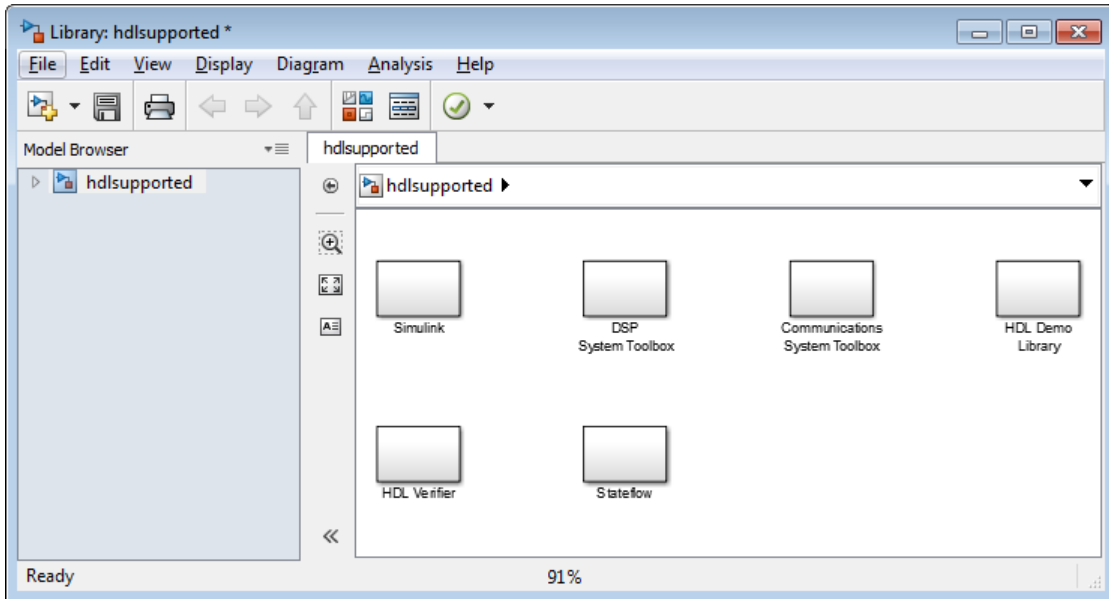 Library: hdlsupported *
File Edit View Display Diagram Analysis Help
Model Browser
hdlsupported
hdlsupported
hdlsupported
Simulink
DSP
System Toolbox
Communications
System Toolbox
HDL Demo
Library
HDL Verifier
Stateflow
Ready
91%